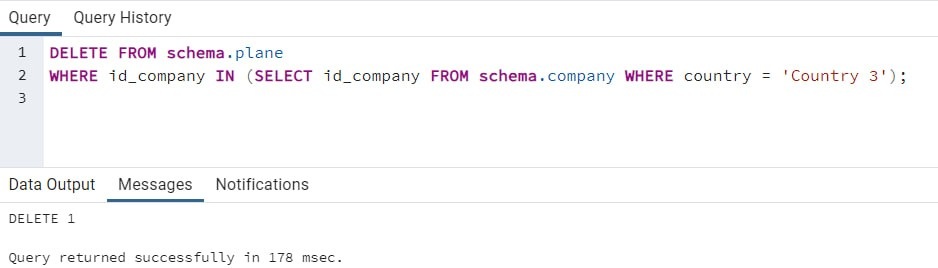 Query Query History
1 DELETE FROM schema.plane
2 WHERE id_company IN (SELECT id_company FROM schema.company WHERE country = 'Country 3');
3
Data Output Messages Notifications
DELETE 1
Query returned successfully in 178 msec.